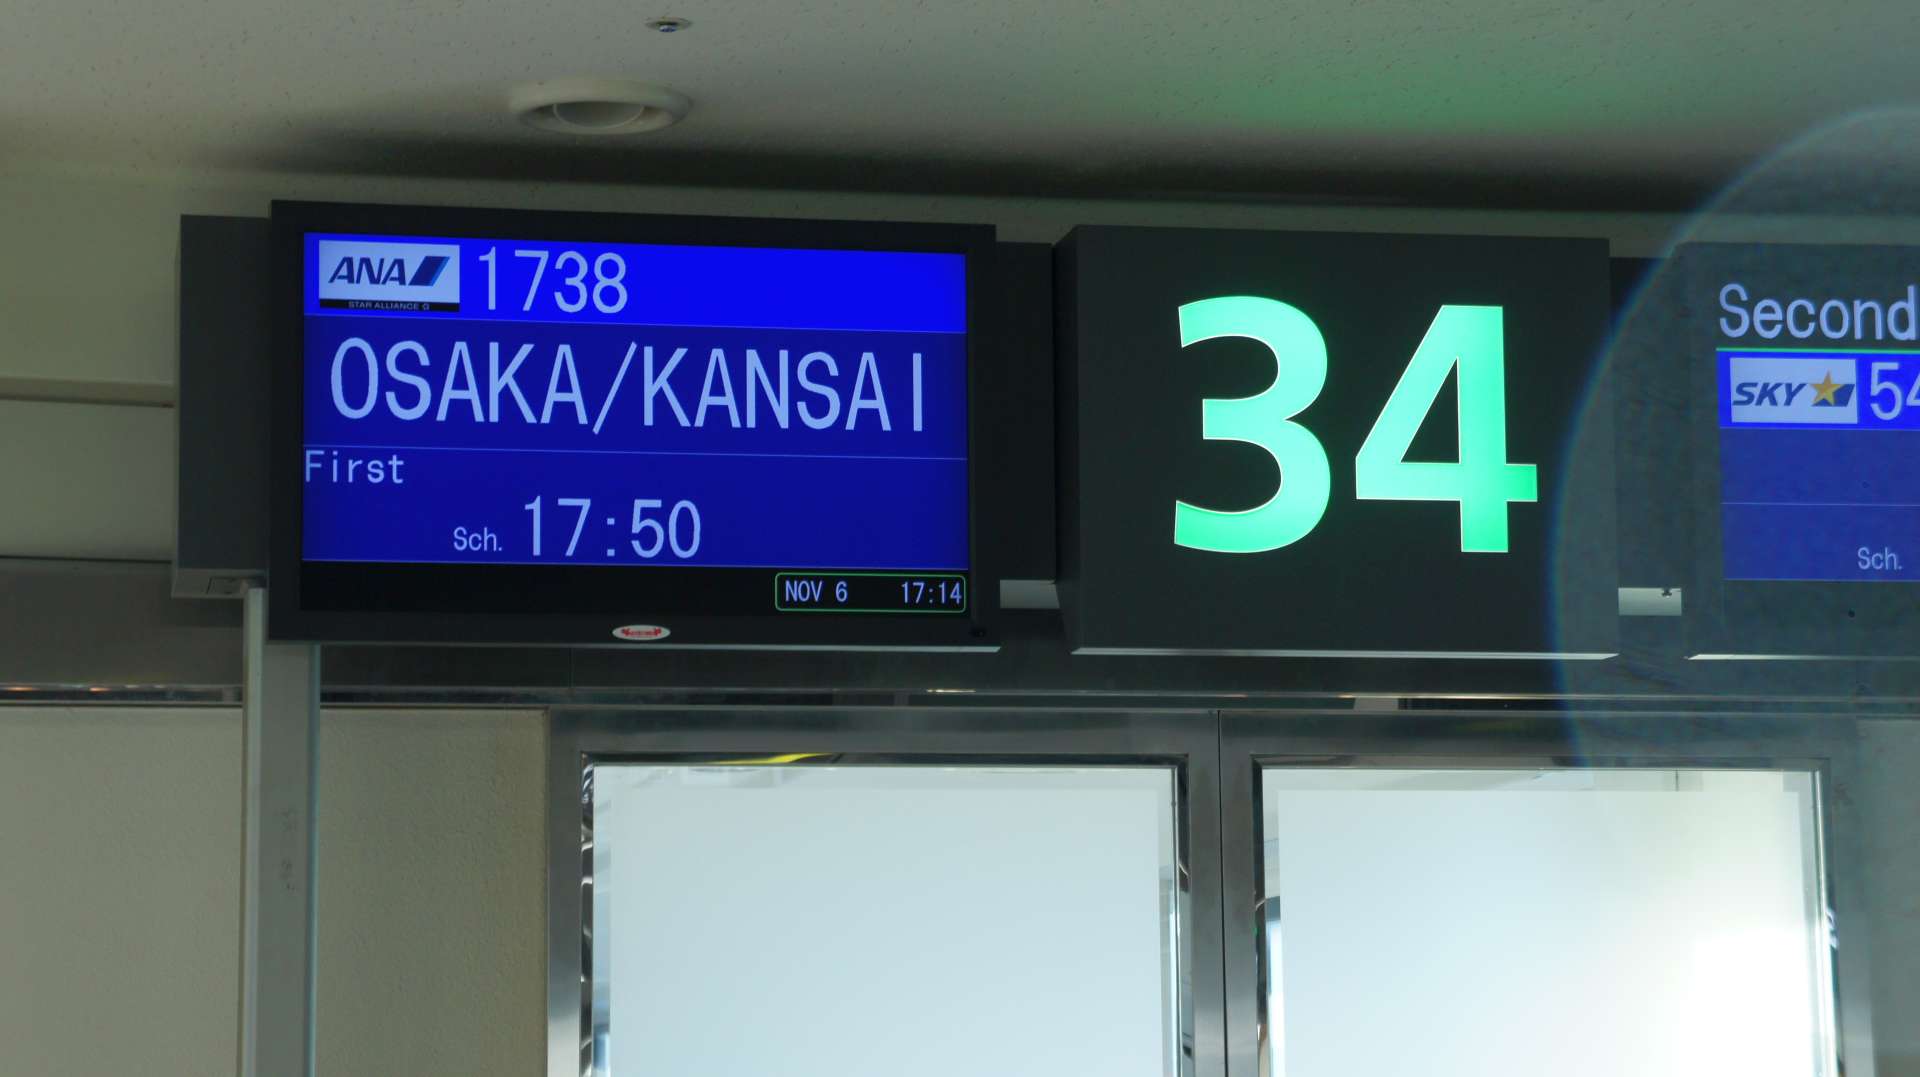 ANA 1738
STAR ALLIANCE
OSAKA/KANSAI
First
Sch. 17:50
NOV 6 17:14
34
Second
SKY 54
Sch.